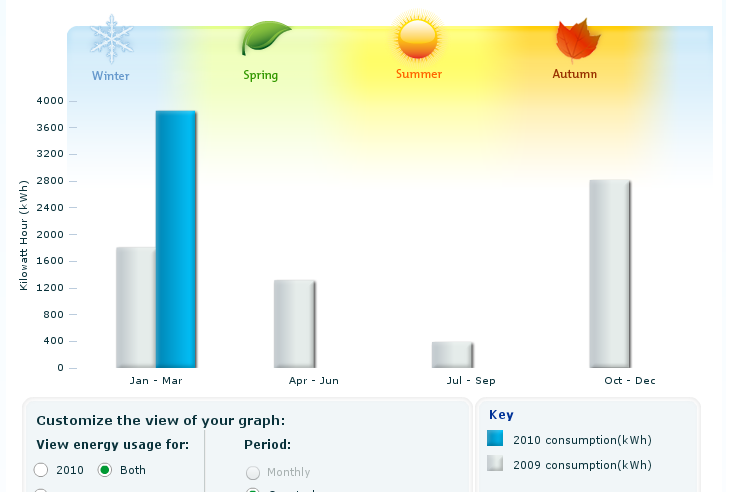 Winter
Spring
Summer
Autumn
Kilowatt Hour (kWh)
4000
3600
3200
2800
2400
2000
1600
1200
800
400
0
Jan - Mar
Apr - Jun
Jul - Sep
Oct - Dec
Customize the view of your graph:
View energy usage for:
2010
Both
Period:
Monthly
Key
2010 consumption(kWh)
2009 consumption(kWh)